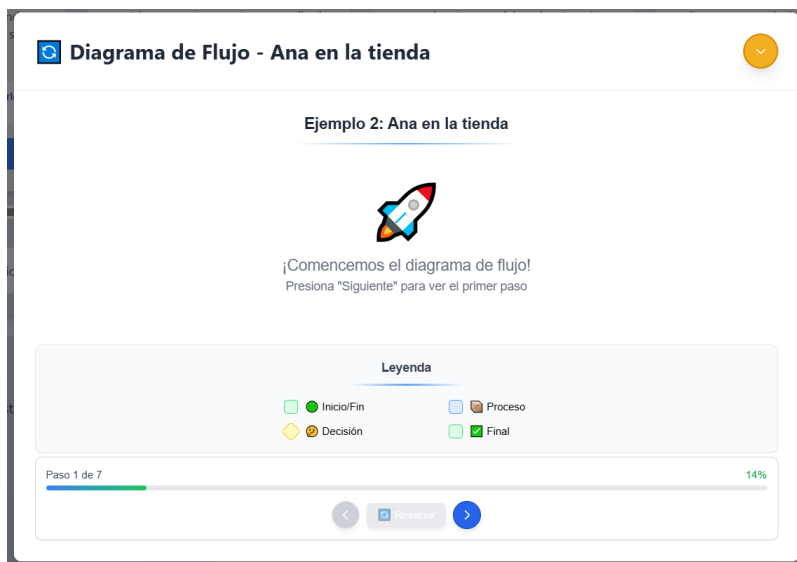 Diagrama de Flujo - Ana en la tienda
Ejemplo 2: Ana en la tienda
¡Comencemos el diagrama de flujo!
Presiona "Siguiente" para ver el primer paso
Leyenda
Inicio/Fin
Proceso
Decisión
Final
Paso 1 de 7
14%
Reiniciar